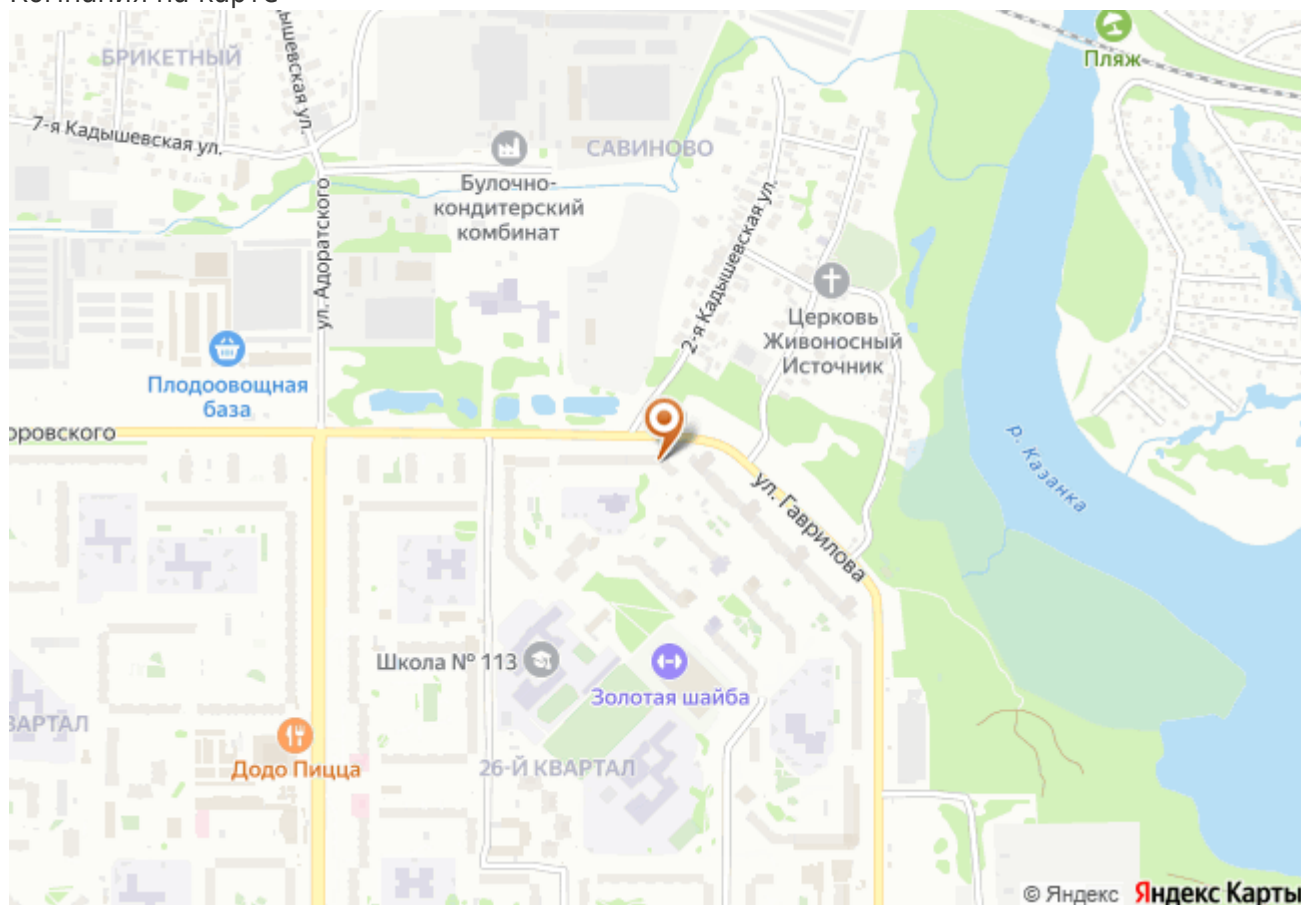 Компания на карте
БРИКЕТНЫЙ
дышевская ул.
Пляж
7-я Кадышевская ул.
САВИНОВО
Булочно-
кондитерский
комбинат
ул. Адоратского
2-я Кадышевская ул.
Церковь
Живоносный
Источник
Плодоовощная
база
оровского
р. Казанка
ул. Гаврилова
Школа № 113
Золотая шайба
КВАРТАЛ
Додо Пицца
26-Й КВАРТАЛ
© Яндекс Яндекс Карты